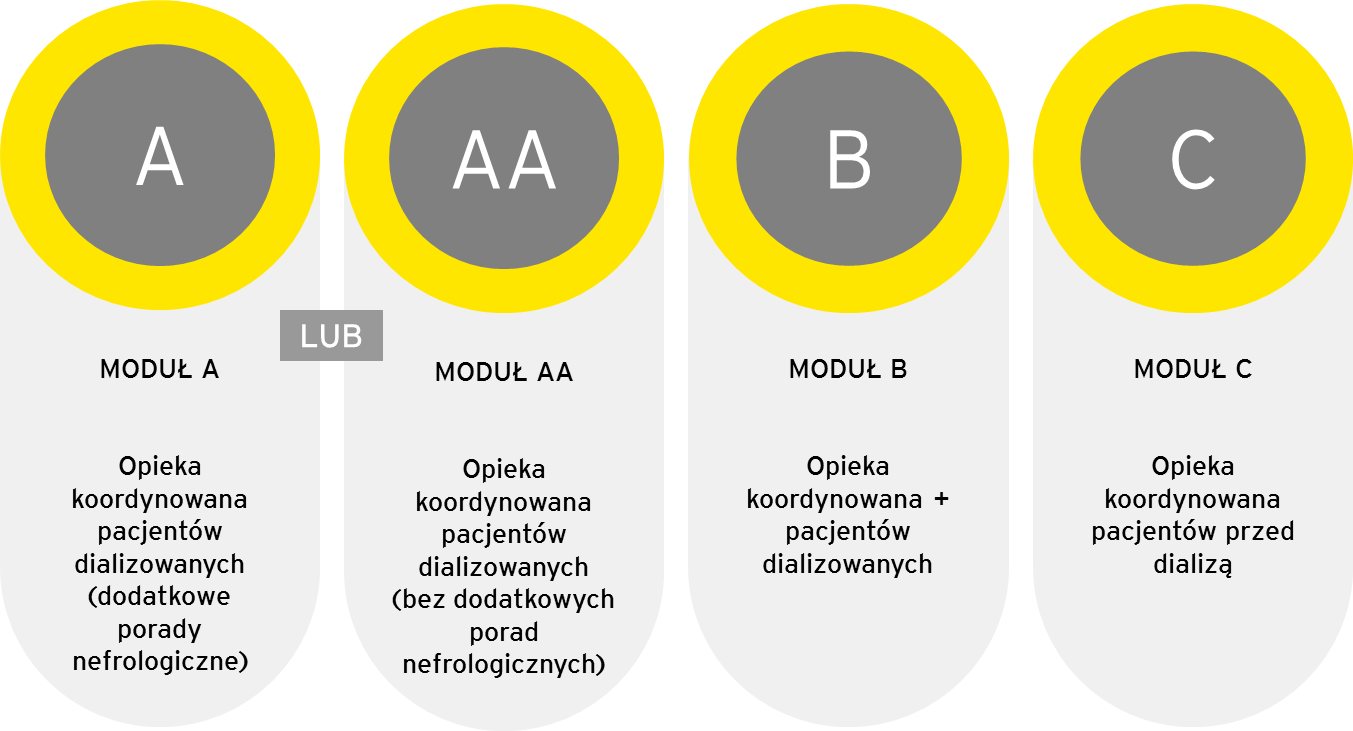 A
MODUŁ A
Opieka
koordynowana
pacjentów
dializowanych
(dodatkowe
porady
nefrologiczne)
LUB
AA
MODUŁ AA
Opieka
koordynowana
pacjentów
dializowanych
(bez dodatkowych
porad
nefrologicznych)
B
MODUŁ B
Opieka
koordynowana +
pacjentów
dializowanych
C
MODUŁ C
Opieka
koordynowana
pacjentów przed
dializą